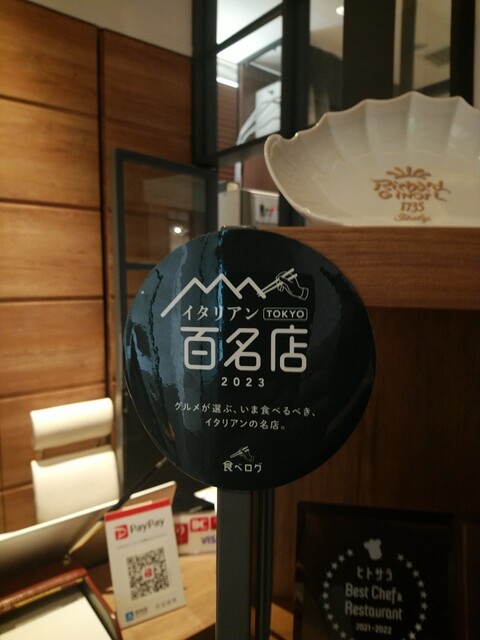 Richard
GINORI
1735
Italy
イタリアン TOKYO
百名店
2023
グルメが選ぶ、いま食べるべき、
イタリアンの名店。
食べログ
PayPay
VISA
ヒトサラ
Best Chef &
Restaurant
2021-2022